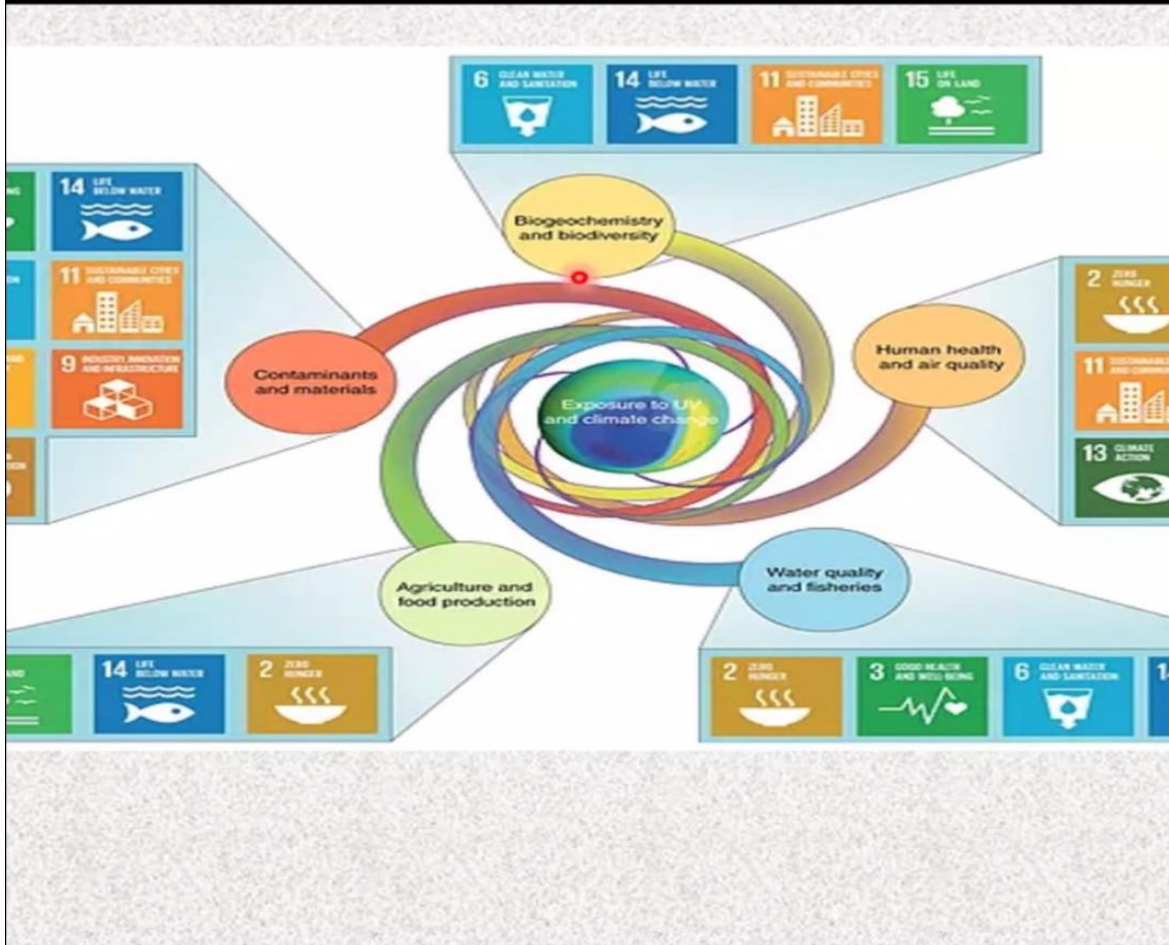 6 CLEAN WATER
AND SANITATION
14 LIFE
BELOW WATER
11 SUSTAINABLE CITIES
AND COMMUNITIES
15 LIFE
ON LAND
Biogeochemistry
and biodiversity
14 LIFE
BELOW WATER
11 SUSTAINABLE CITIES
AND COMMUNITIES
9 INDUSTRY, INNOVATION
AND INFRASTRUCTURE
Contaminants
and materials
Exposure to UV
and climate change
Human health
and air quality
2 ZERO
HUNGER
11 SUSTAINABLE
13 CLIMATE
ACTION
Agriculture and
food production
Water quality
and fisheries
14 LIFE
BELOW WATER
2 ZERO
HUNGER
2 ZERO
HUNGER
3 GOOD HEALTH
AND WELL-BEING
6 CLEAN WATER
AND SANITATION